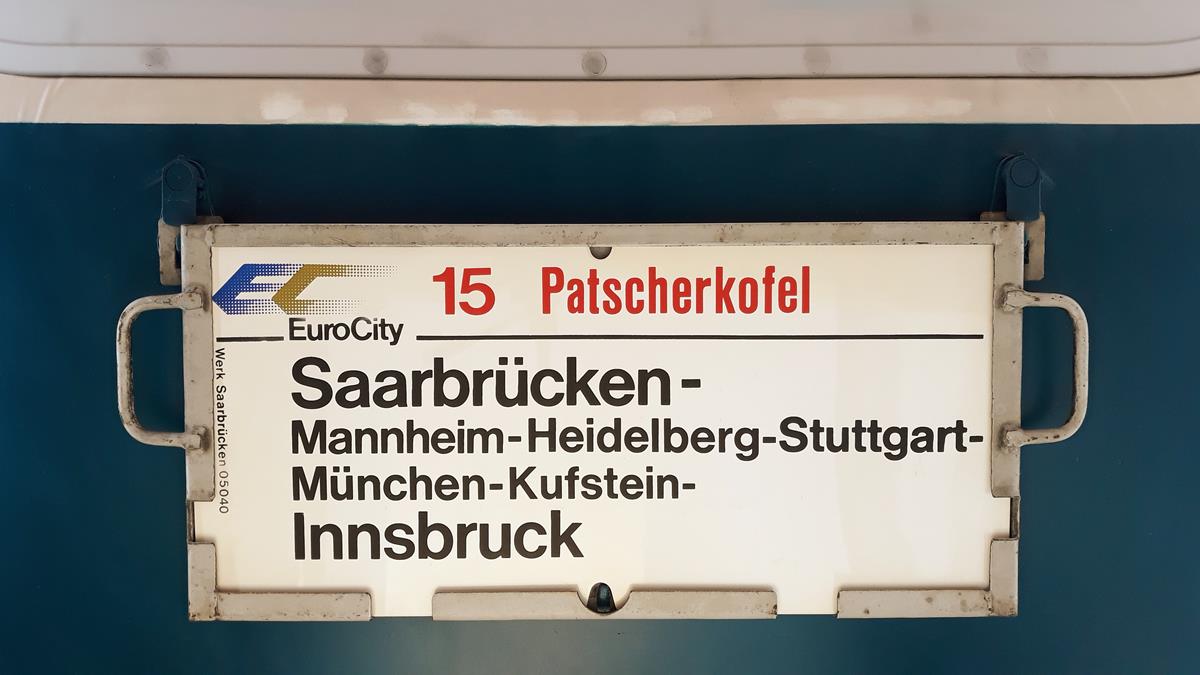 EC 15 Patscherkofel
EuroCity
Saarbrücken-
Mannheim-Heidelberg-Stuttgart-
München-Kufstein-
Innsbruck
Werk Saarbrücken 05040